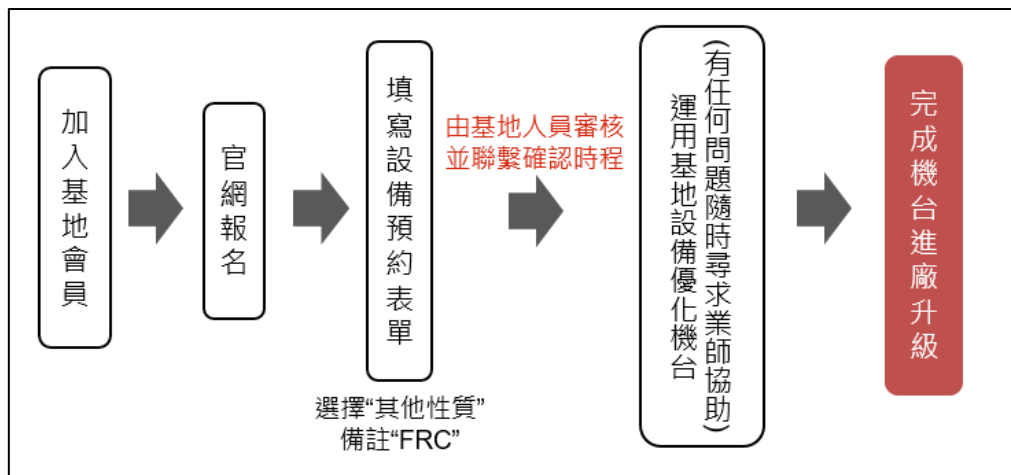 加入基地會員
官網報名
填寫設備預約表單
選擇“其他性質”
備註“FRC”
由基地人員審核
並聯繫確認時程
(有任何問題隨時尋求業師協助)
運用基地設備優化機台
完成機台進廠升級